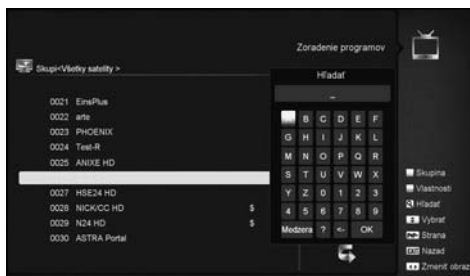 Zoradenie programov
Skupi<Všetky satelity >
Hľadať
0021 EinsPlus
0022 arte
0023 PHOENIX
0024 Test-R
0025 ANIXE HD
0027 HSE24 HD
0028 NICK/CC HD $
0029 N24 HD $
0030 ASTRA Portal
B C D E F
G H I J K L
M N O P Q R
S T U V W X
Y Z 0 1 2 3
4 5 6 7 8 9
Medzera ? <- OK
Skupina
Vlastnosti
Hľadať
Vybrať
Strana
Nazad
Zmeniť obraz